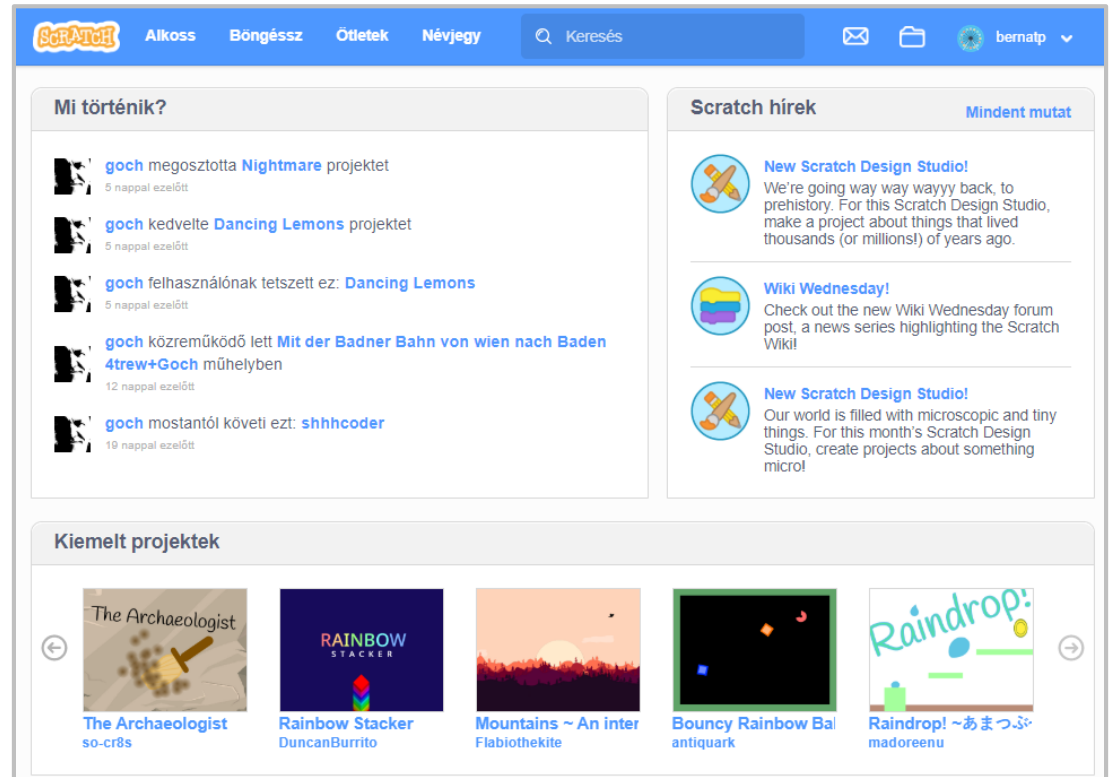 SCRATCH
Alkoss
Böngéssz
Ötletek
Névjegy
Keresés
bernatp
Mi történik?
goch megosztotta Nightmare projektet
5 nappal ezelőtt
goch kedvelte Dancing Lemons projektet
5 nappal ezelőtt
goch felhasználónak tetszett ez: Dancing Lemons
5 nappal ezelőtt
goch közreműködő lett Mit der Badner Bahn von wien nach Baden
4trew+Goch műhelyben
12 nappal ezelőtt
goch mostantól követi ezt: shhhcoder
19 nappal ezelőtt
Scratch hírek
Mindent mutat
New Scratch Design Studio!
We're going way way wayyy back, to
prehistory. For this Scratch Design Studio,
make a project about things that lived
thousands (or millions!) of years ago.
Wiki Wednesday!
Check out the new Wiki Wednesday forum
post, a news series highlighting the Scratch
Wiki!
New Scratch Design Studio!
Our world is filled with microscopic and tiny
things. For this month's Scratch Design
Studio, create projects about something
micro!
Kiemelt projektek
The Archaeologist
The Archaeologist
so-cr8s
RAINBOW
STACKER
Rainbow Stacker
DuncanBurrito
Mountains ~ An inter
Flabiothekite
Bouncy Rainbow Bal
antiquark
Raindrop!
Raindrop! ~あまつぶ~
madoreenu